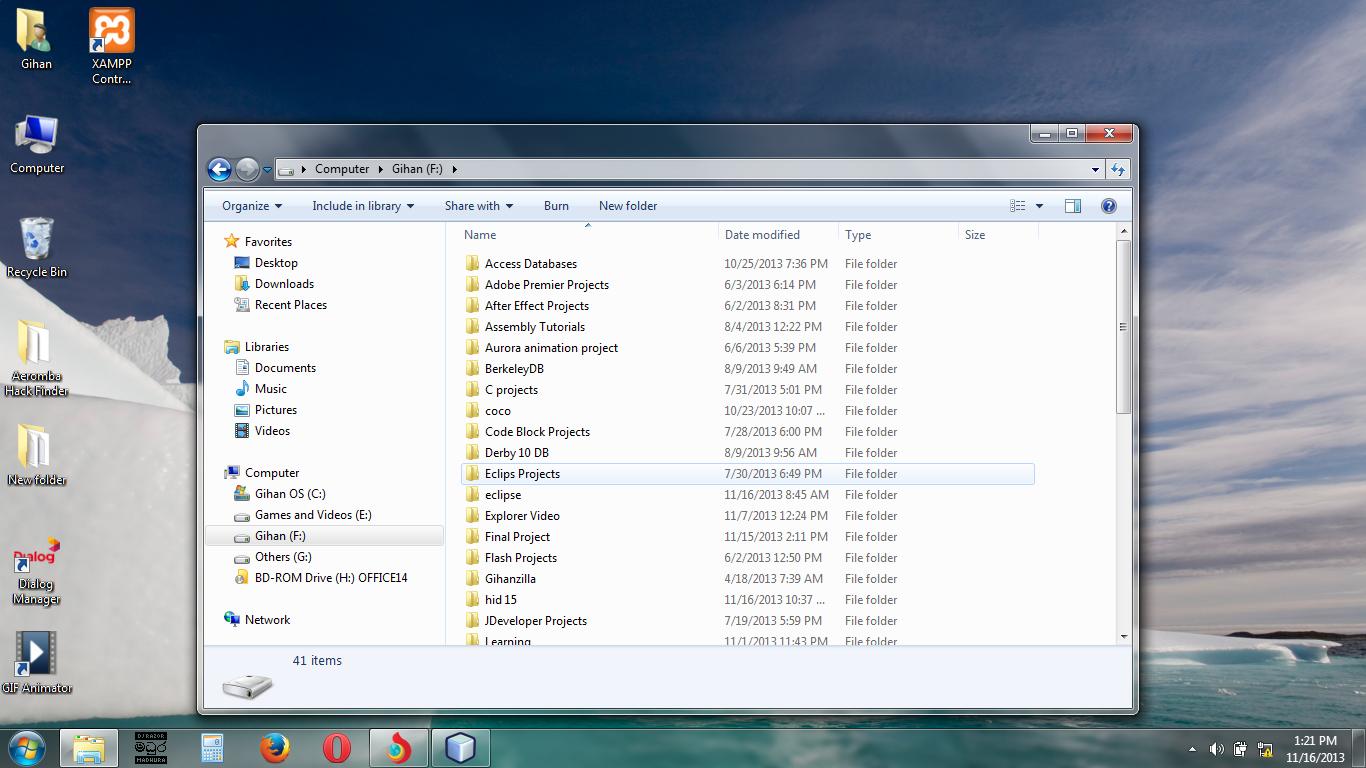 Gihan
XAMPP
Contr...
Computer
Recycle Bin
Aeromba
Hack Finder
New folder
Dialog
Dialog
Manager
GIF Animator
Computer Gihan (F:)
Organize Include in library Share with Burn New folder
Favorites
Desktop
Downloads
Recent Places
Libraries
Documents
Music
Pictures
Videos
Computer
Gihan OS (C:)
Games and Videos (E:)
Gihan (F:)
Others (G:)
BD-ROM Drive (H:) OFFICE14
Network
Name Date modified Type Size
Access Databases 10/25/2013 7:36 PM File folder
Adobe Premier Projects 6/3/2013 6:14 PM File folder
After Effect Projects 6/2/2013 8:31 PM File folder
Assembly Tutorials 8/4/2013 12:22 PM File folder
Aurora animation project 6/6/2013 5:39 PM File folder
BerkeleyDB 8/9/2013 9:49 AM File folder
C projects 7/31/2013 5:01 PM File folder
coco 10/23/2013 10:07 ... File folder
Code Block Projects 7/28/2013 6:00 PM File folder
Derby 10 DB 8/9/2013 9:56 AM File folder
Eclips Projects 7/30/2013 6:49 PM File folder
eclipse 11/16/2013 8:45 AM File folder
Explorer Video 11/7/2013 12:24 PM File folder
Final Project 11/15/2013 2:11 PM File folder
Flash Projects 6/2/2013 12:50 PM File folder
Gihanzilla 4/18/2013 7:39 AM File folder
hid 15 11/16/2013 10:37 ... File folder
JDeveloper Projects 7/19/2013 5:59 PM File folder
Learning 11/1/2013 11:43 PM File folder
41 items
MADHURA
1:21 PM
11/16/2013